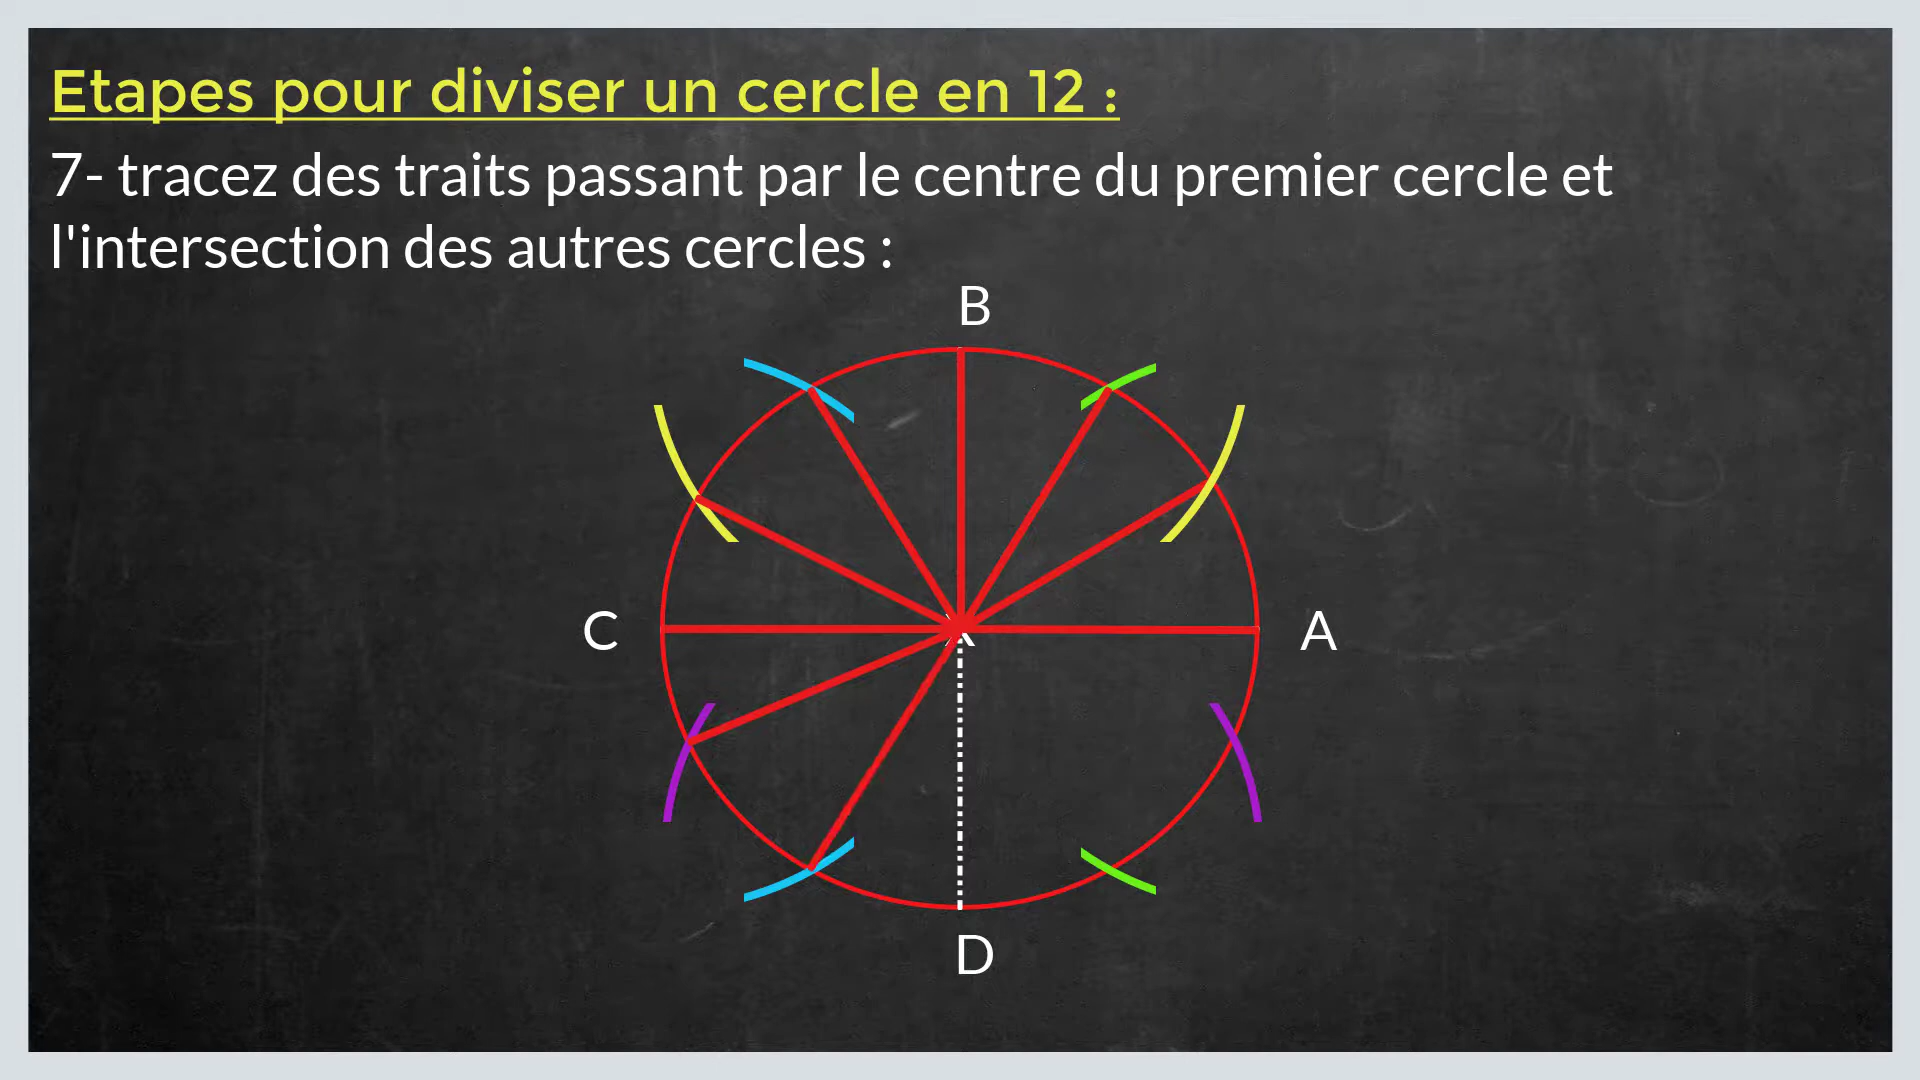 Etapes pour diviser un cercle en 12 :
7- tracez des traits passant par le centre du premier cercle et
l'intersection des autres cercles :
B
C
A
D